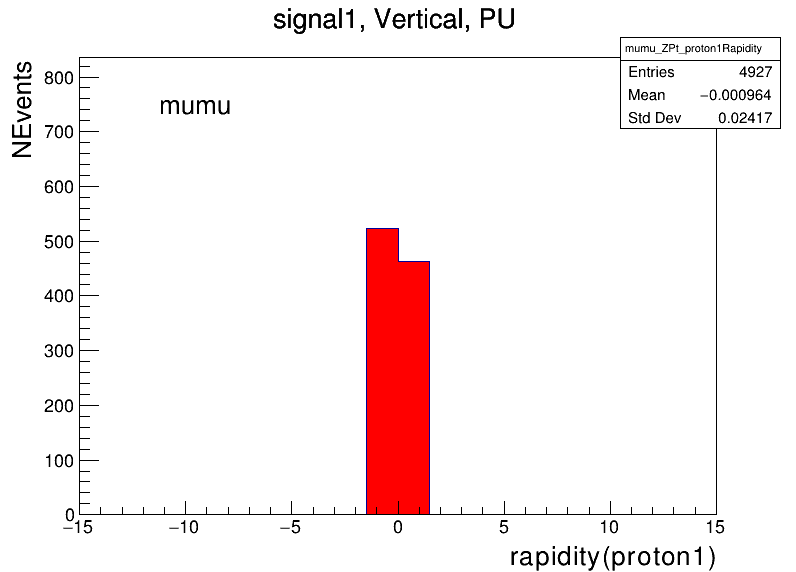 signal1, Vertical, PU
mumu_ZPt_proton1Rapidity
Entries 4927
Mean −0.000964
Std Dev 0.02417
NEvents
800
700
600
500
400
300
200
100
0
mumu
−15 −10 −5 0 5 10 15
rapidity(proton1)